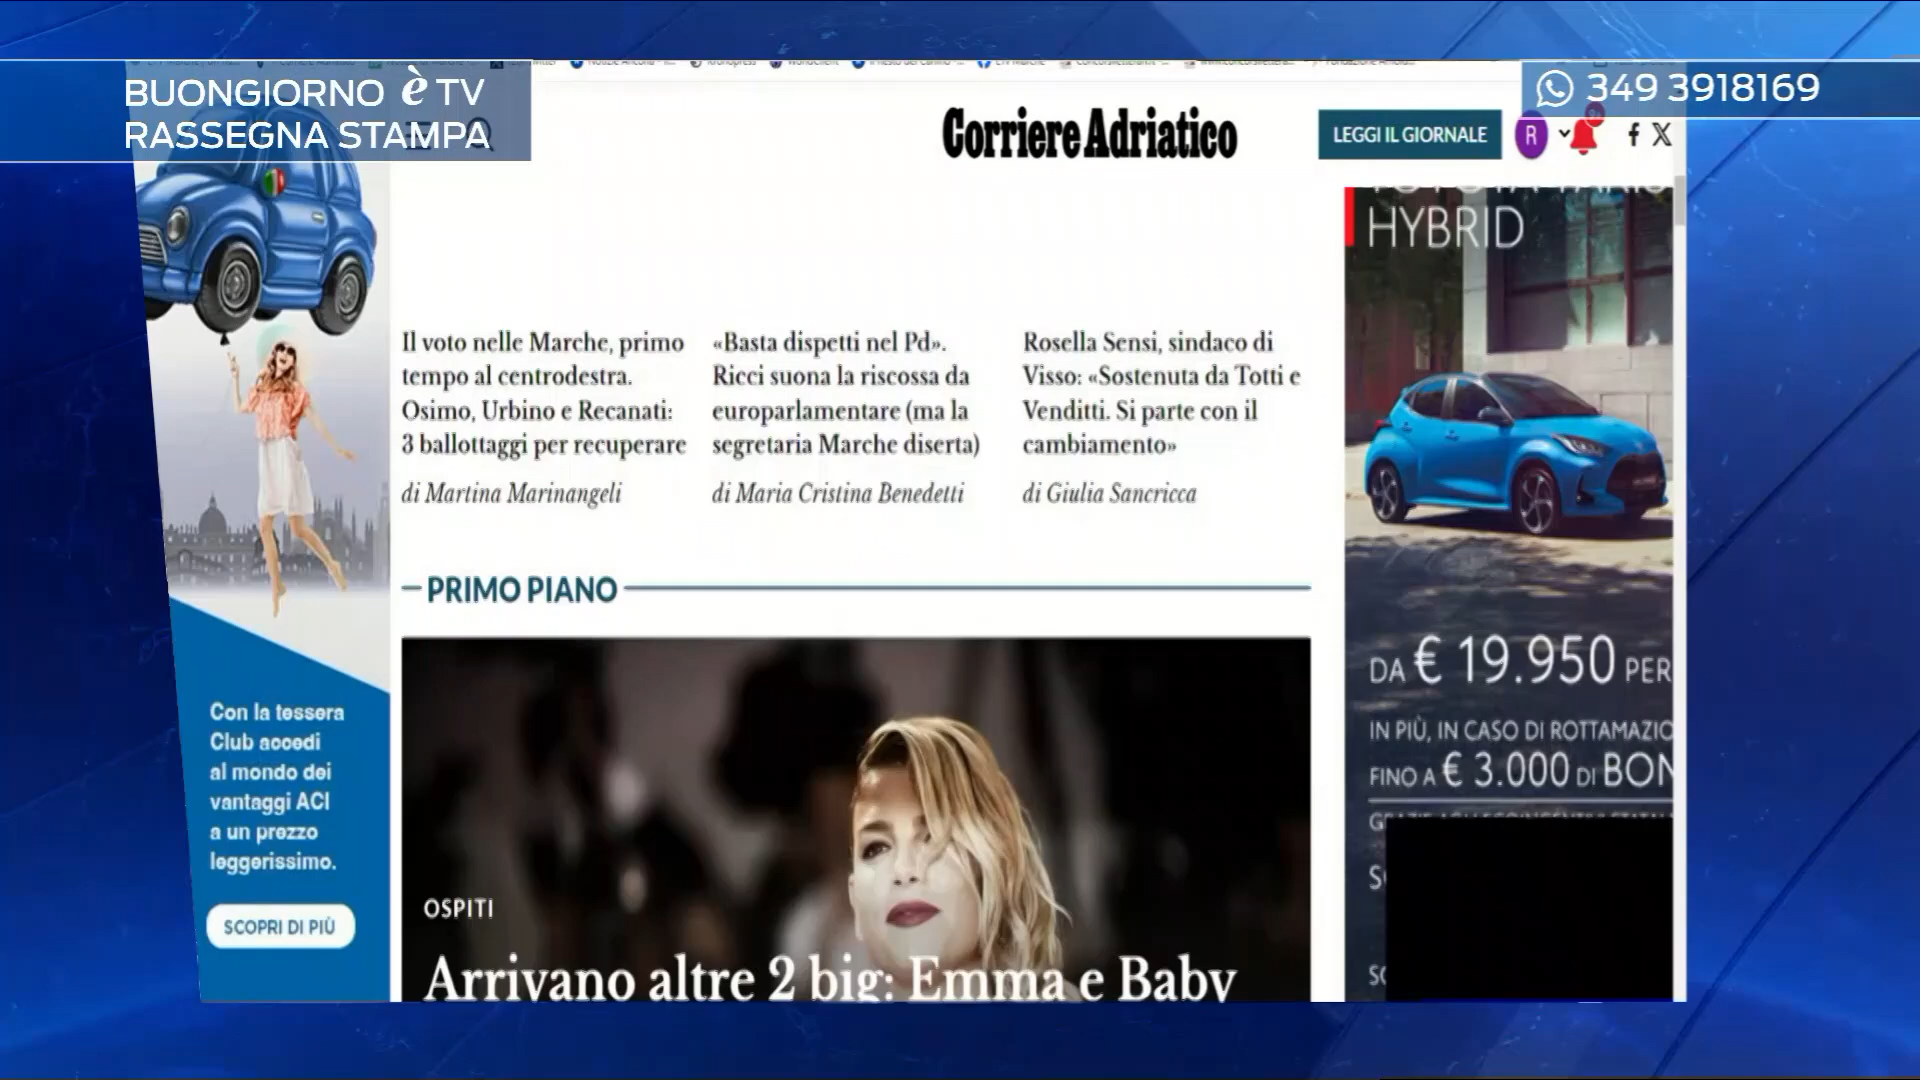 BUONGIORNO è TV
RASSEGNA STAMPA
349 3918169
Corriere Adriatico
LEGGI IL GIORNALE
R
HYBRID
Il voto nelle Marche, primo
tempo al centrodestra.
Osimo, Urbino e Recanati:
3 ballottaggi per recuperare
di Martina Marinangeli
«Basta dispetti nel Pd».
Ricci suona la riscossa da
europarlamentare (ma la
segretaria Marche diserta)
di Maria Cristina Benedetti
Rosella Sensi, sindaco di
Visso: «Sostenuta da Totti e
Venditti. Si parte con il
cambiamento»
di Giulia Sancricca
PRIMO PIANO
OSPITI
Arrivano altre 2 big: Emma e Baby
Con la tessera
Club accedi
al mondo dei
vantaggi ACI
a un prezzo
leggerissimo.
SCOPRI DI PIÙ
DA € 19.950 PER
IN PIÙ, IN CASO DI ROTTAMAZIO
FINO A € 3.000 DI BON